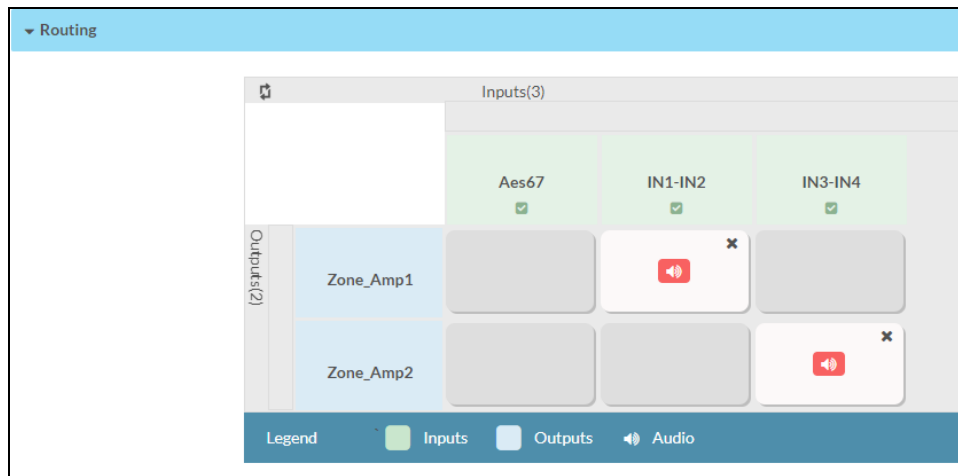 Routing
Inputs(3)
Aes67 IN1-IN2 IN3-IN4
Outputs(2)
Zone_Amp1
Zone_Amp2
Legend Inputs Outputs Audio